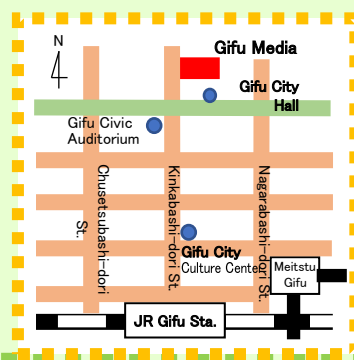 N
Gifu Media
Gifu City
Hall
Gifu Civic
Auditorium
Chusetsubashi-dori
St.
Kinkabashi-dori St.
Nagarabashi-dori St.
Gifu City
Culture Center
Meitstu
Gifu
JR Gifu Sta.